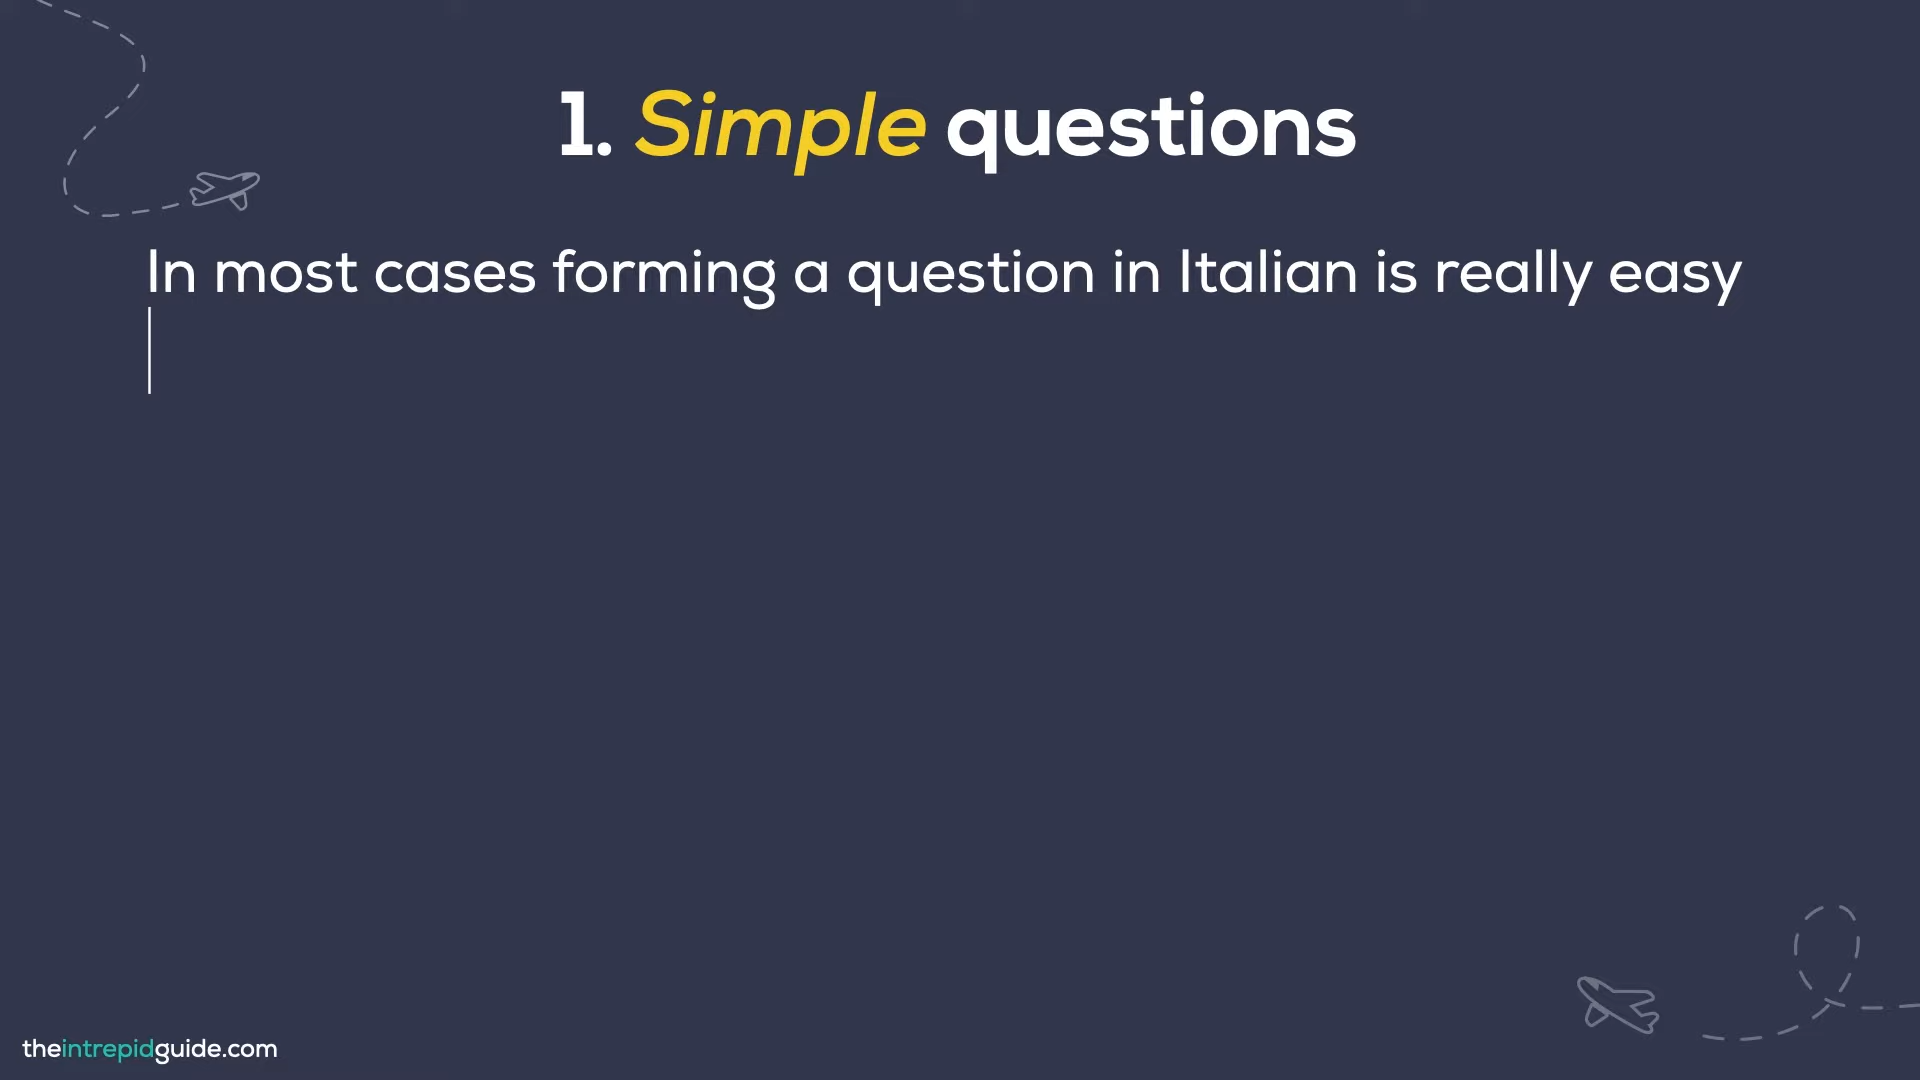 1. Simple questions
In most cases forming a question in Italian is really easy
theintrepidguide.com